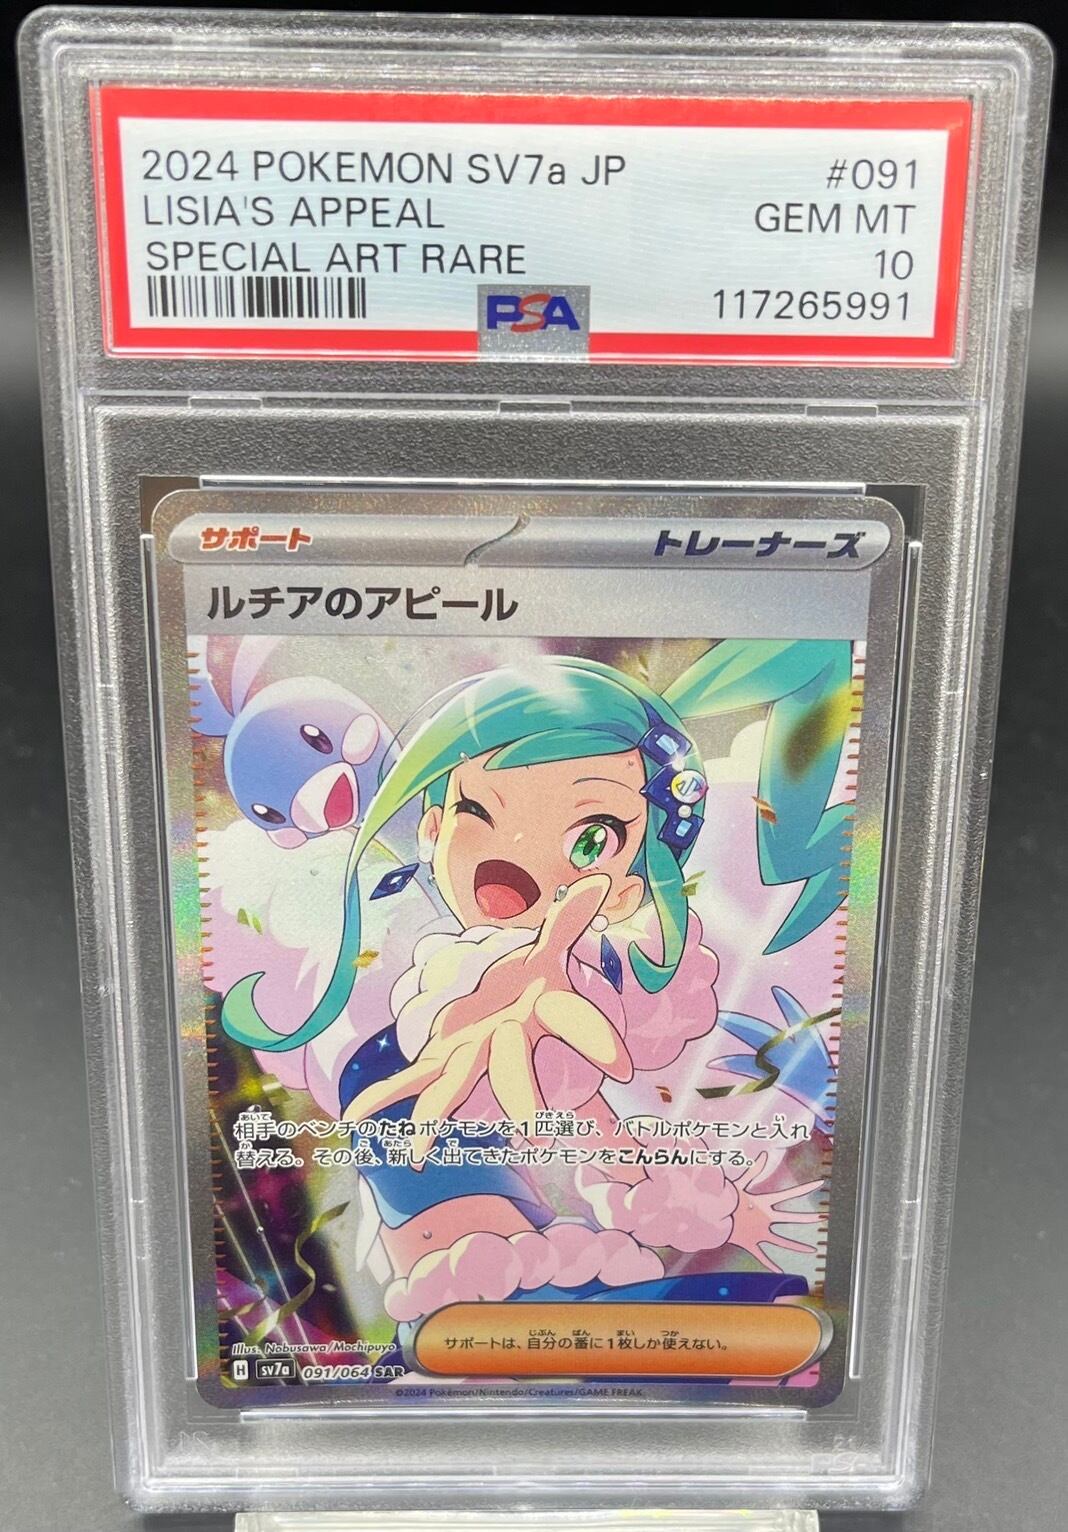 2024 POKEMON SV7a JP #091
LISIA'S APPEAL GEM MT
SPECIAL ART RARE 10
PSA 117265991
サポート トレーナーズ
ルチアのアピール
相手のベンチのたねポケモンを1匹選び、バトルポケモンと入れ
替える。その後、新しく出てきたポケモンをこんらんにする。
サポートは、自分の番に1枚しか使えない。
Illus. Nobusawa/Mochipuyo
H sv7a 091/064 SAR
©2024 Pokémon/Nintendo/Creatures/GAME FREAK.